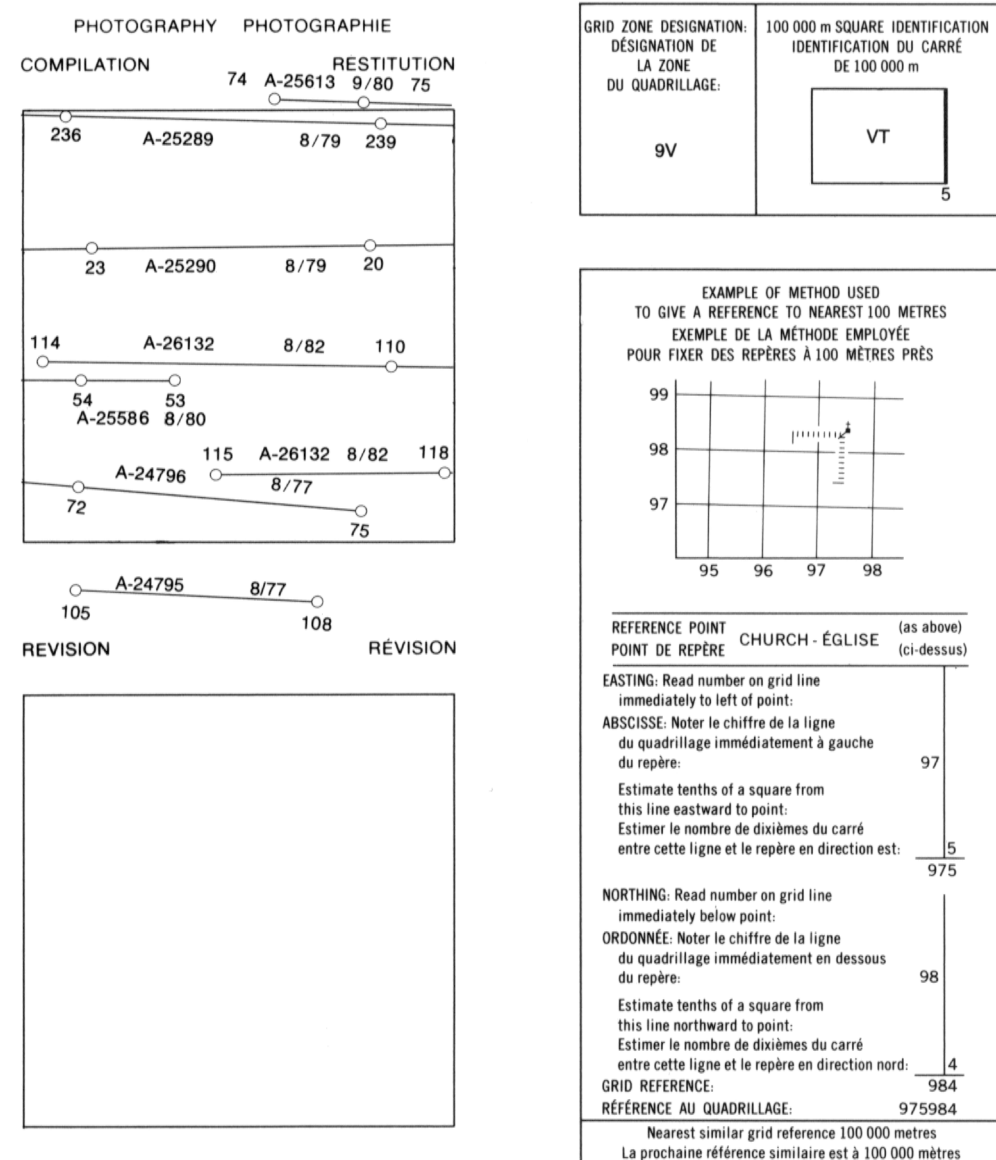 PHOTOGRAPHY PHOTOGRAPHIE
COMPILATION RESTITUTION
74 A-25613 9/80 75
236 A-25289 8/79 239
23 A-25290 8/79 20
114 A-26132 8/82 110
54 53
A-25586 8/80
115 A-26132 8/82 118
A-24796 8/77
72 75
A-24795 8/77
105 108
REVISION RÉVISION
GRID ZONE DESIGNATION:
DÉSIGNATION DE
LA ZONE
DU QUADRILLAGE:
9V
100 000 m SQUARE IDENTIFICATION
IDENTIFICATION DU CARRÉ
DE 100 000 m
VT
5
EXAMPLE OF METHOD USED
TO GIVE A REFERENCE TO NEAREST 100 METRES
EXEMPLE DE LA MÉTHODE EMPLOYÉE
POUR FIXER DES REPÈRES À 100 MÈTRES PRÈS
99
98
97
95 96 97 98
REFERENCE POINT
POINT DE REPÈRE
CHURCH - ÉGLISE
(as above)
(ci-dessus)
EASTING: Read number on grid line
immediately to left of point:
ABSCISSE: Noter le chiffre de la ligne
du quadrillage immédiatement à gauche
du repère: 97
Estimate tenths of a square from
this line eastward to point:
Estimer le nombre de dixièmes du carré
entre cette ligne et le repère en direction est: 5
975
NORTHING: Read number on grid line
immediately below point:
ORDONNÉE: Noter le chiffre de la ligne
du quadrillage immédiatement en dessous
du repère: 98
Estimate tenths of a square from
this line northward to point:
Estimer le nombre de dixièmes du carré
entre cette ligne et le repère en direction nord: 4
GRID REFERENCE: 984
RÉFÉRENCE AU QUADRILLAGE: 975984
Nearest similar grid reference 100 000 metres
La prochaine référence similaire est à 100 000 mètres